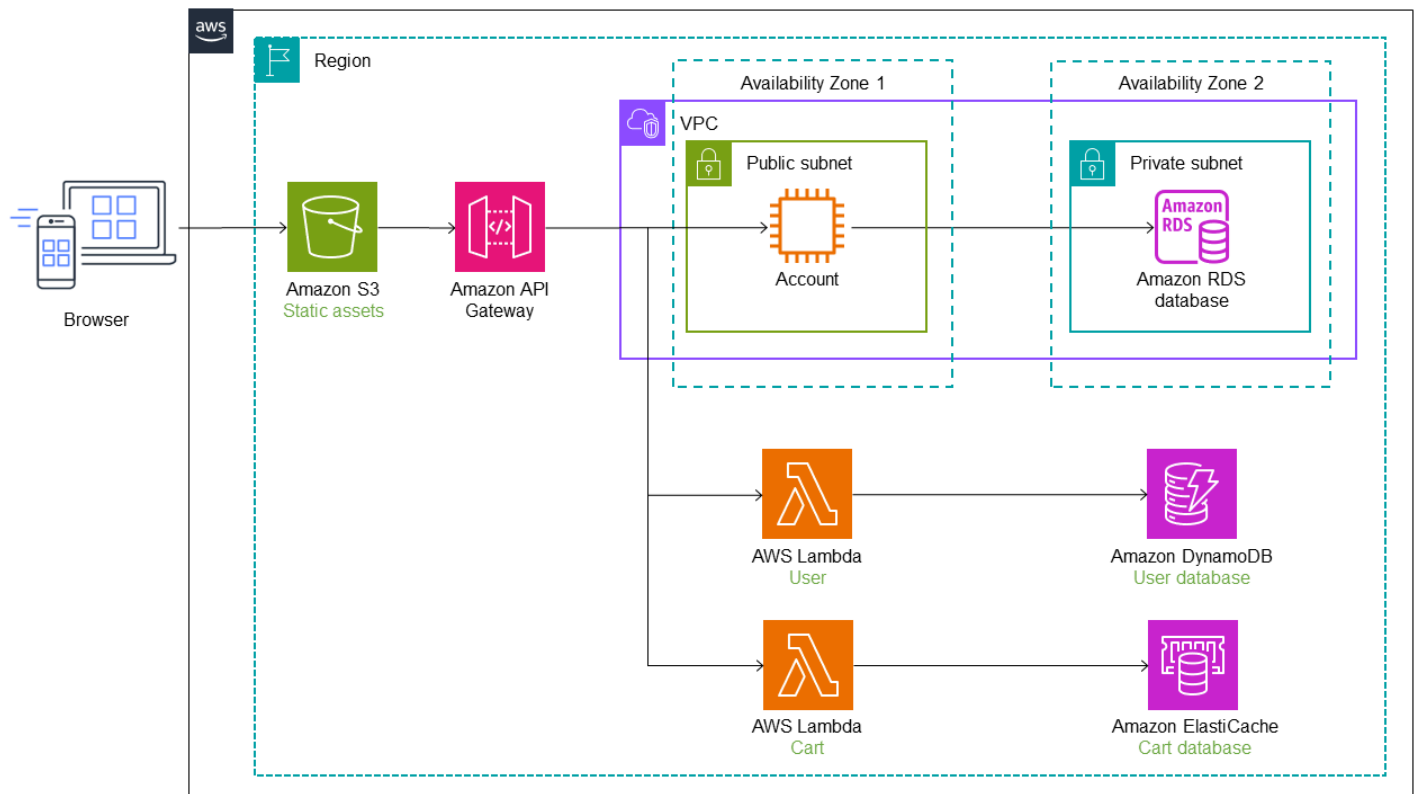 aws
Region
Availability Zone 1
Availability Zone 2
VPC
Public subnet
Private subnet
Amazon
RDS
</>
Account
Amazon RDS
database
Amazon S3
Static assets
Amazon API
Gateway
Browser
AWS Lambda
User
Amazon DynamoDB
User database
AWS Lambda
Cart
Amazon ElastiCache
Cart database